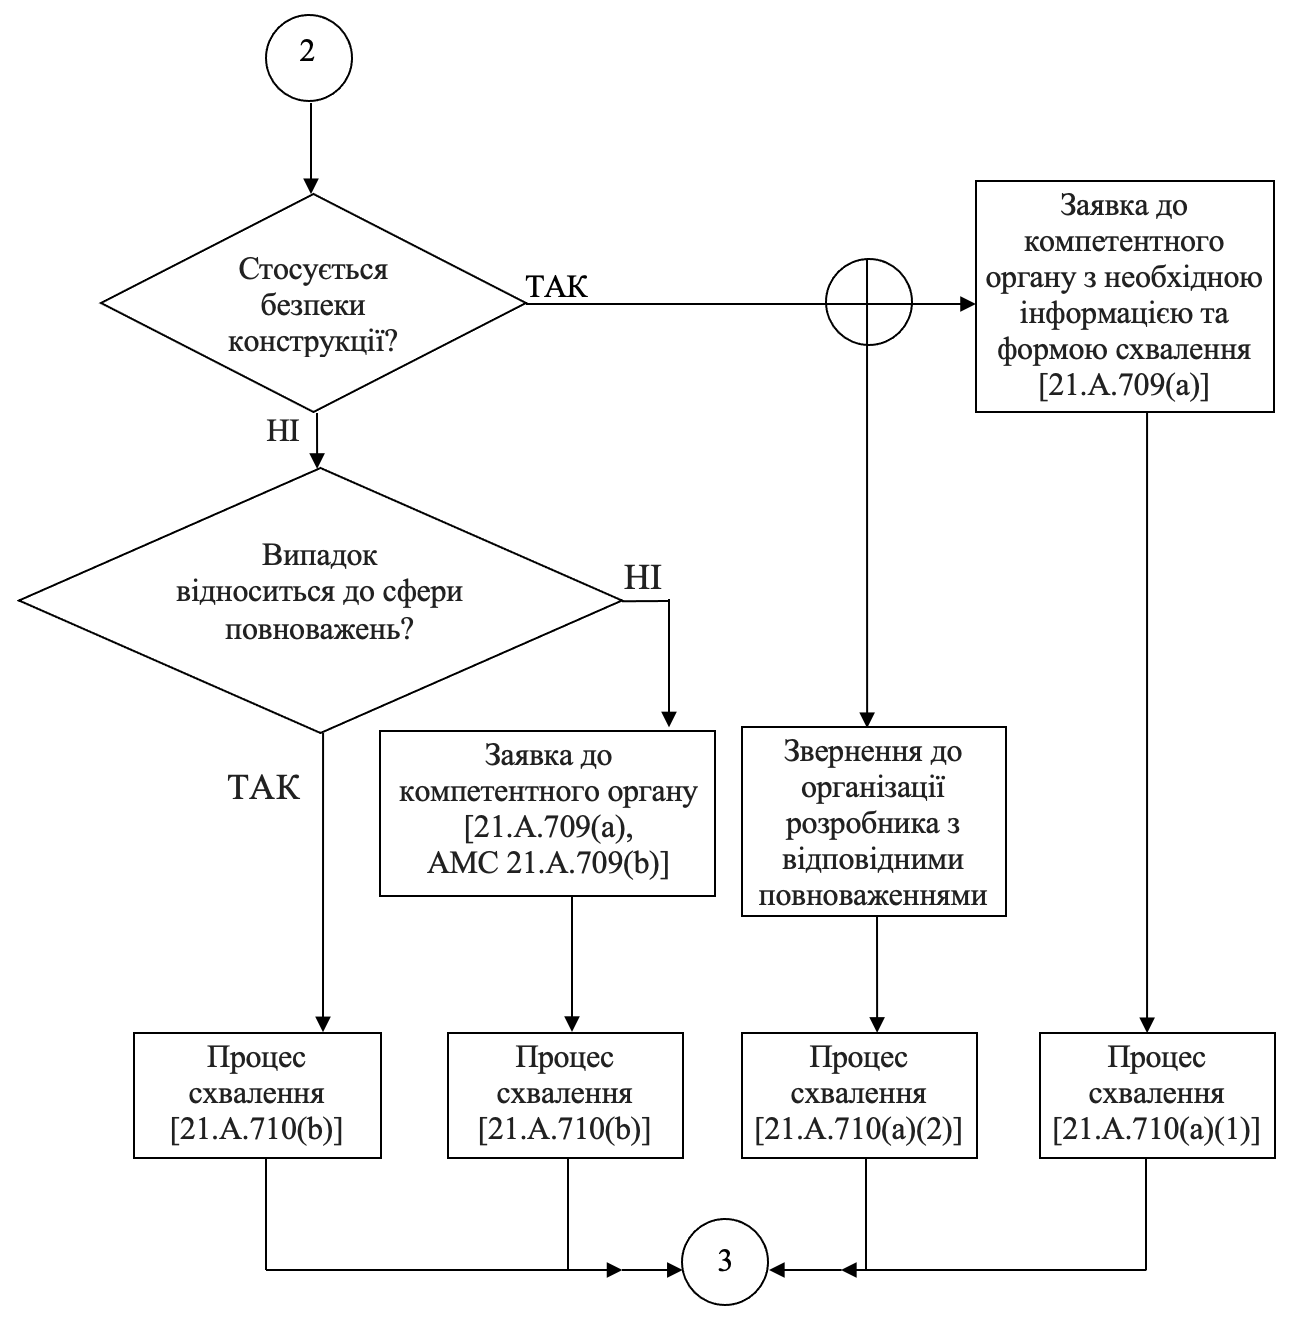 2
Стосується
безпеки
конструкції?
ТАК
Заявка до
компетентного
органу з необхідною
інформацією та
формою схвалення
[21.A.709(a)]
НІ
Випадок
відноситься до сфери
повноважень?
НІ
ТАК
Заявка до
компетентного органу
[21.A.709(a),
АМС 21.A.709(b)]
Звернення до
організації
розробника з
відповідними
повноваженнями
Процес
схвалення
[21.A.710(b)]
Процес
схвалення
[21.A.710(b)]
Процес
схвалення
[21.A.710(a)(2)]
Процес
схвалення
[21.A.710(a)(1)]
3